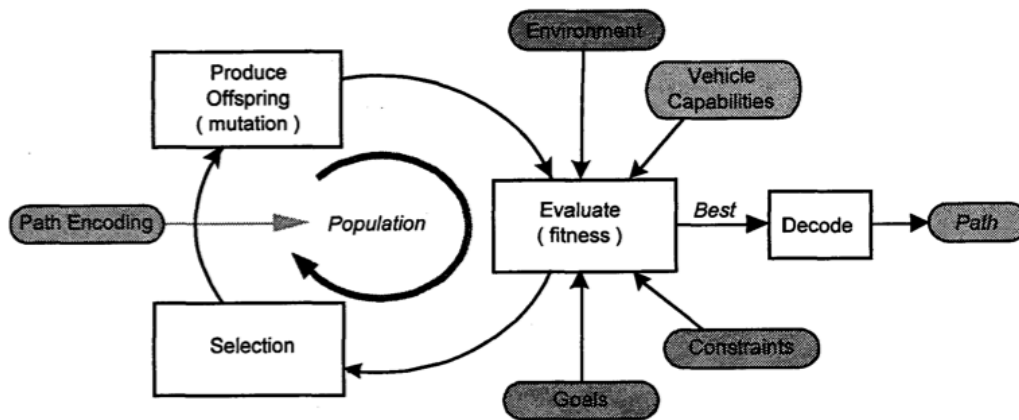 Environment
Produce
Offspring
( mutation )
Vehicle
Capabilities
Path Encoding
Population
Evaluate
( fitness )
Best
Decode
Path
Selection
Constraints
Goals